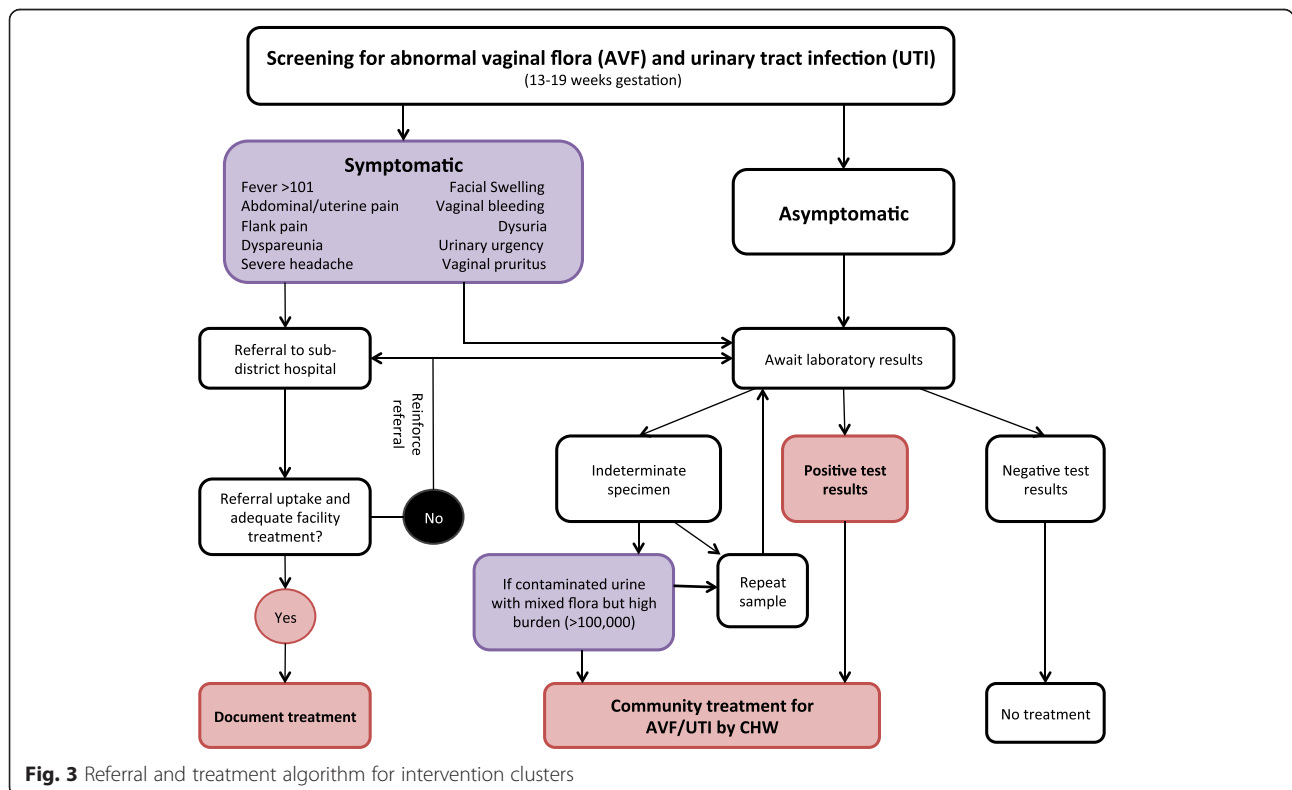 Screening for abnormal vaginal flora (AVF) and urinary tract infection (UTI)
(13-19 weeks gestation)
Symptomatic
Fever >101
Abdominal/uterine pain
Flank pain
Dyspareunia
Severe headache
Facial Swelling
Vaginal bleeding
Dysuria
Urinary urgency
Vaginal pruritus
Asymptomatic
Referral to sub-
district hospital
Await laboratory results
Reinforce
referral
Indeterminate
specimen
Positive test
results
Negative test
results
Referral uptake and
adequate facility
treatment?
No
If contaminated urine
with mixed flora but high
burden (>100,000)
Repeat
sample
Yes
Document treatment
Community treatment for
AVF/UTI by CHW
No treatment
Fig. 3 Referral and treatment algorithm for intervention clusters